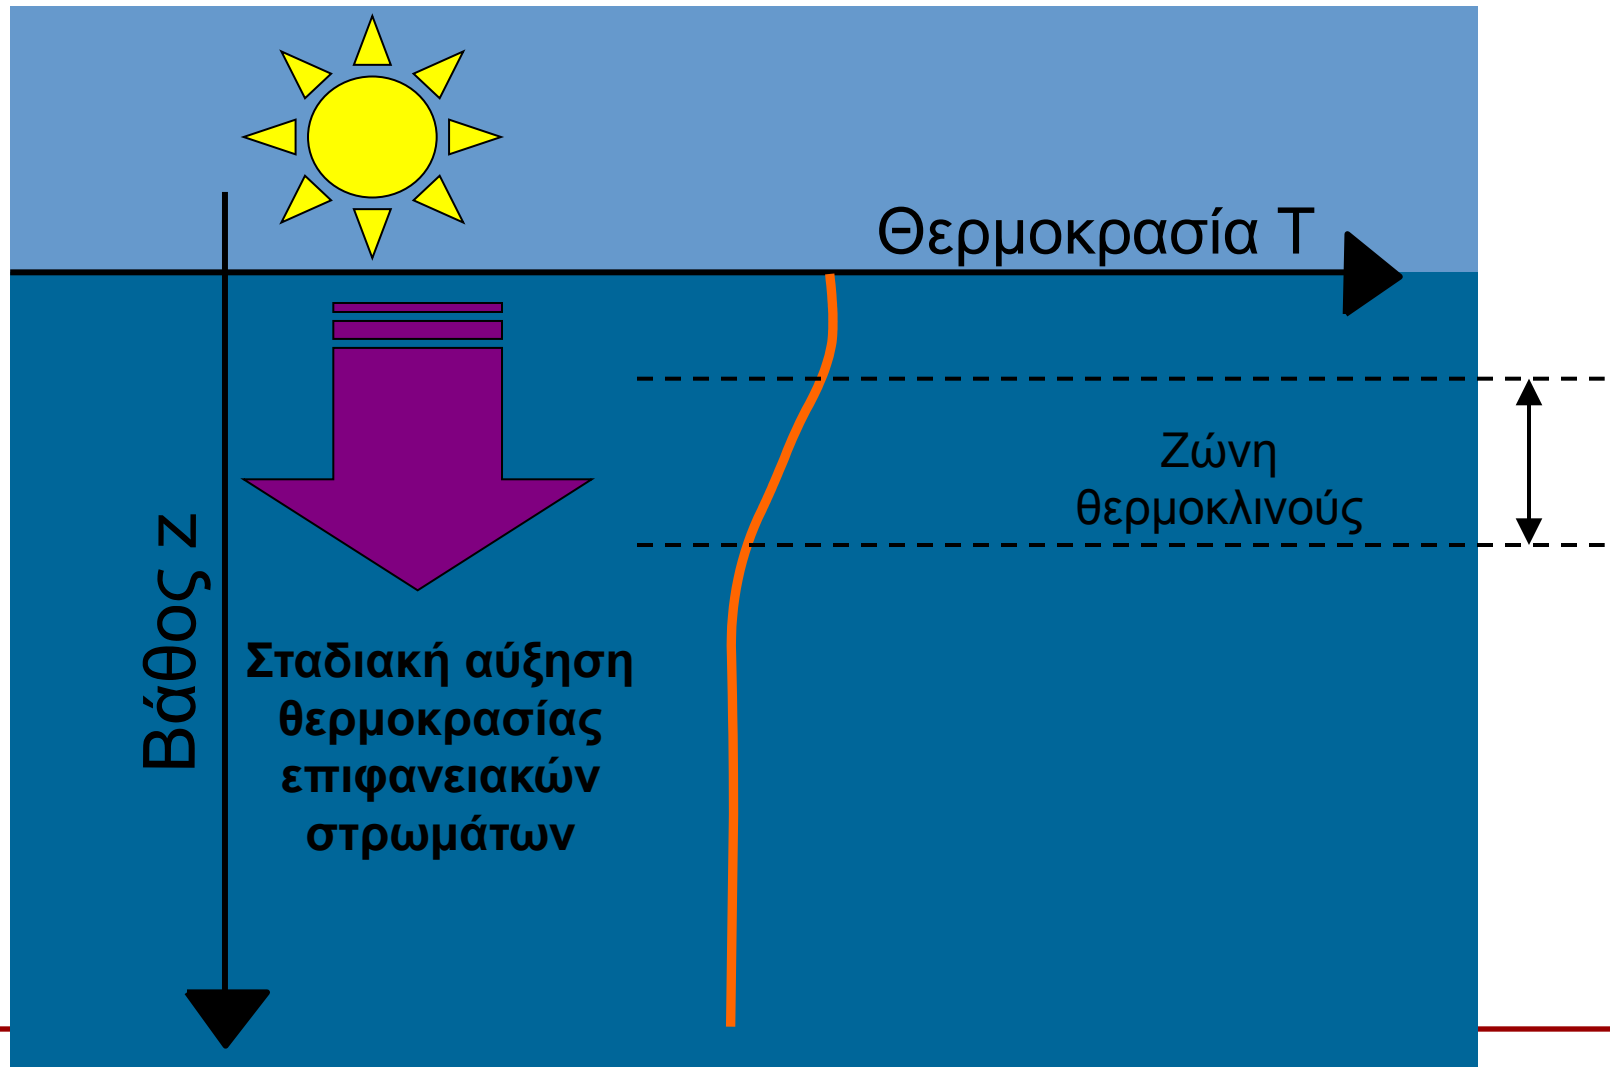 Θερμοκρασία Τ
Ζώνη
θερμοκλινούς
Βάθος z
Σταδιακή αύξηση
θερμοκρασίας
επιφανειακών
στρωμάτων